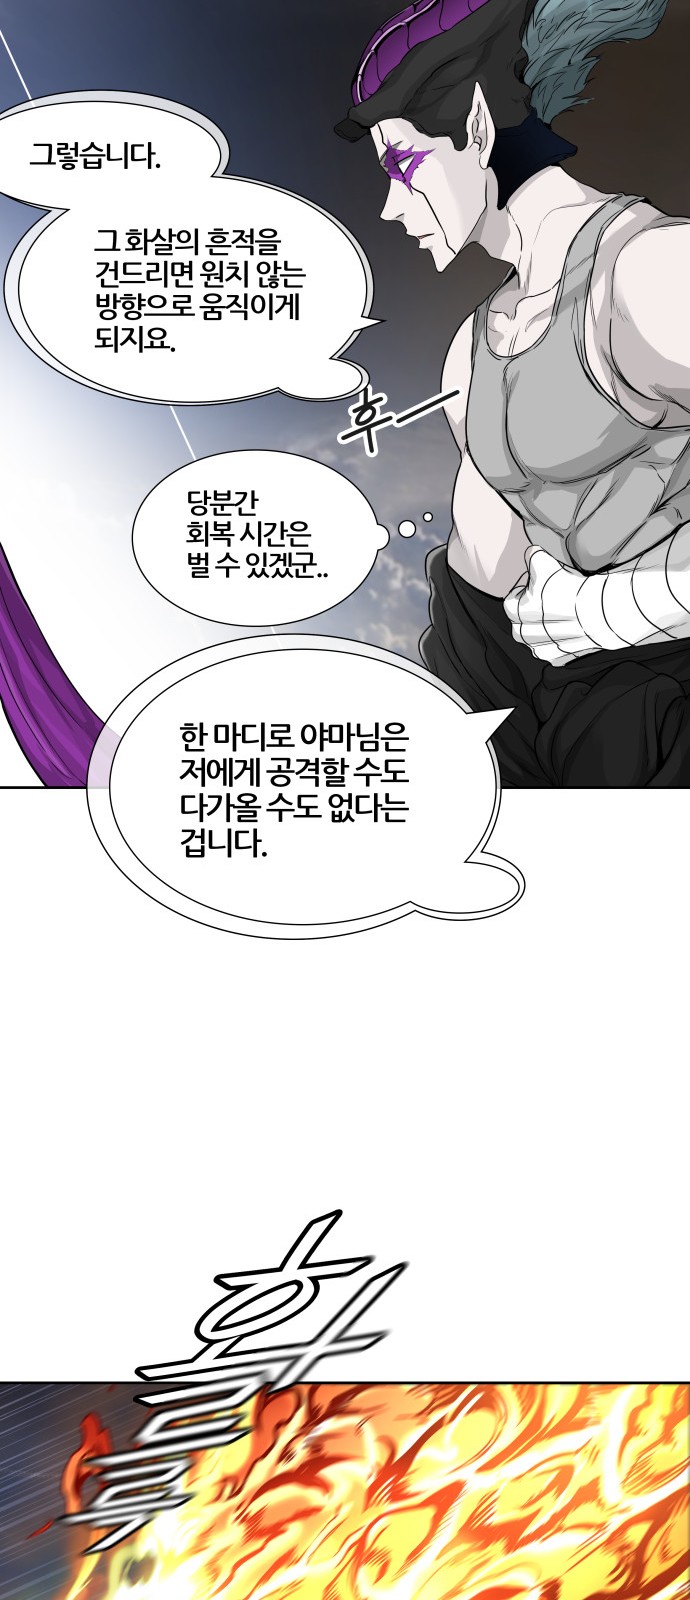 그렇습니다.
그 화살의 흔적을
건드리면 원치 않는
방향으로 움직이게
되지요.
후
당분간
회복 시간은
벌 수 있겠군..
한 마디로 야마님은
저에게 공격할 수도
다가올 수도 없다는
겁니다.
화륵